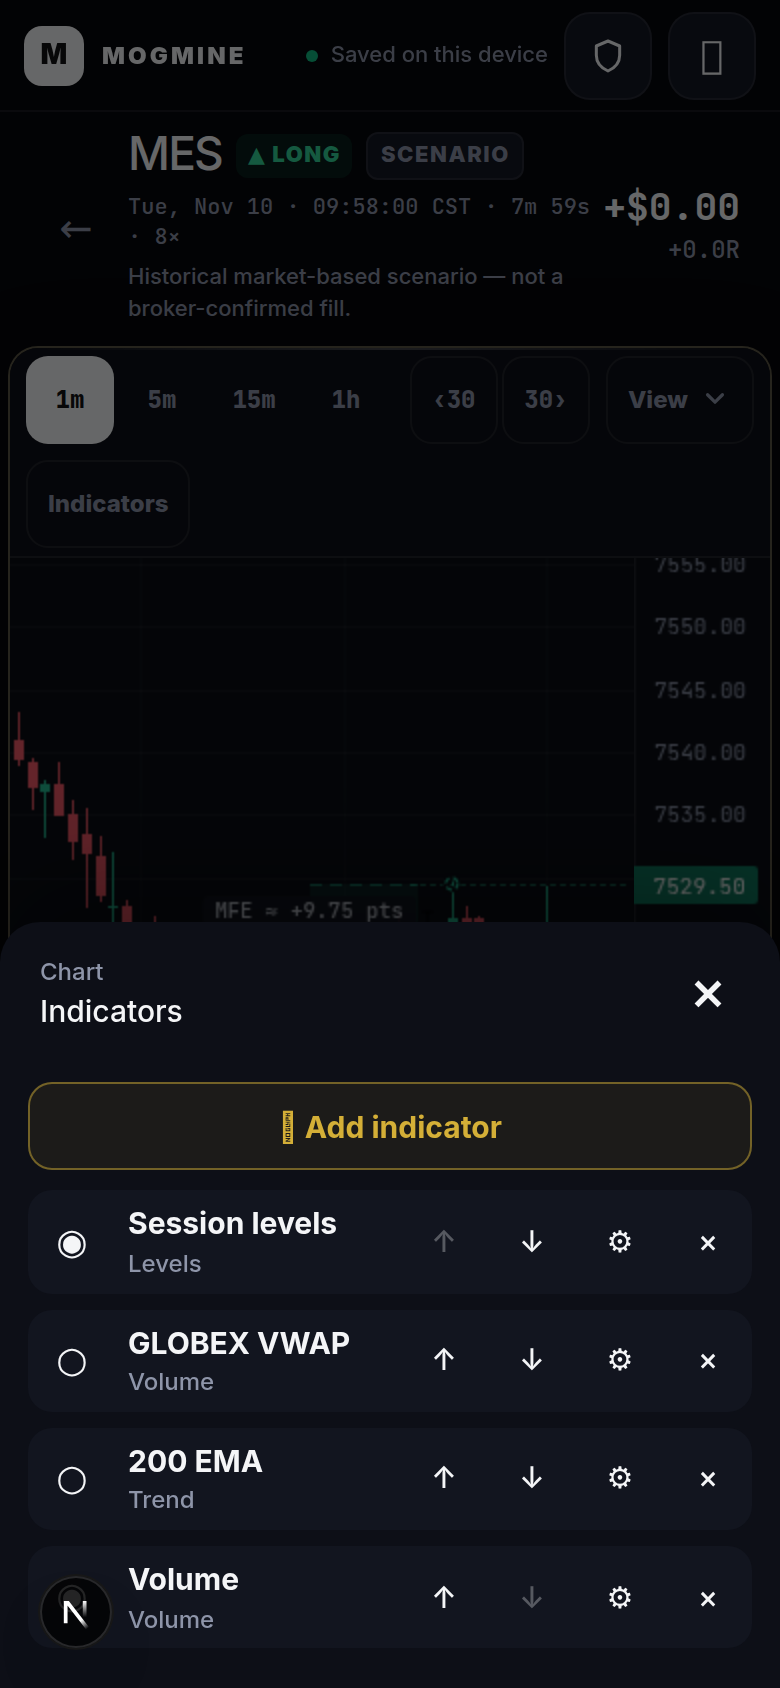 M MOGMINE
Saved on this device
MES ▲ LONG SCENARIO
Tue, Nov 10 · 09:58:00 CST · 7m 59s
· 8×
+$0.00
+0.0R
←
Historical market-based scenario — not a
broker-confirmed fill.
1m 5m 15m 1h ‹30 30› View
Indicators
7555.00
7550.00
7545.00
7540.00
7535.00
7529.50
MFE ≈ +9.75 pts
Chart
Indicators
×
Add indicator
◉ Session levels ↑ ↓ ⚙ ×
Levels
○ GLOBEX VWAP ↑ ↓ ⚙ ×
Volume
○ 200 EMA ↑ ↓ ⚙ ×
Trend
Volume ↑ ↓ ⚙ ×
Volume
N